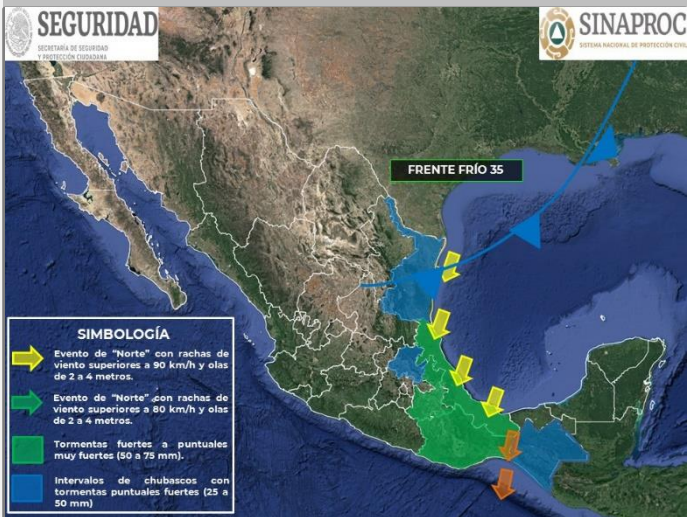 SEGURIDAD
SECRETARÍA DE SEGURIDAD
Y PROTECCIÓN CIUDADANA
SINAPROC
SISTEMA NACIONAL DE PROTECCIÓN CIVIL
FRENTE FRÍO 35
SIMBOLOGÍA
Evento de "Norte" con rachas de
viento superiores a 90 km/h y olas
de 2 a 4 metros.
Evento de "Norte" con rachas de
viento superiores a 80 km/h y olas
de 2 a 4 metros.
Tormentas fuertes a puntuales
muy fuertes (50 a 75 mm).
Intervalos de chubascos con
tormentas puntuales fuertes (25 a
50 mm)